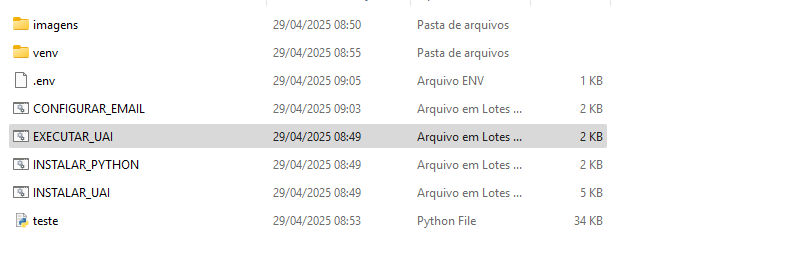 imagens 29/04/2025 08:50 Pasta de arquivos
venv 29/04/2025 08:55 Pasta de arquivos
.env 29/04/2025 09:05 Arquivo ENV 1 KB
CONFIGURAR_EMAIL 29/04/2025 09:03 Arquivo em Lotes ... 2 KB
EXECUTAR_UAI 29/04/2025 08:49 Arquivo em Lotes ... 2 KB
INSTALAR_PYTHON 29/04/2025 08:49 Arquivo em Lotes ... 2 KB
INSTALAR_UAI 29/04/2025 08:49 Arquivo em Lotes ... 5 KB
teste 29/04/2025 08:53 Python File 34 KB